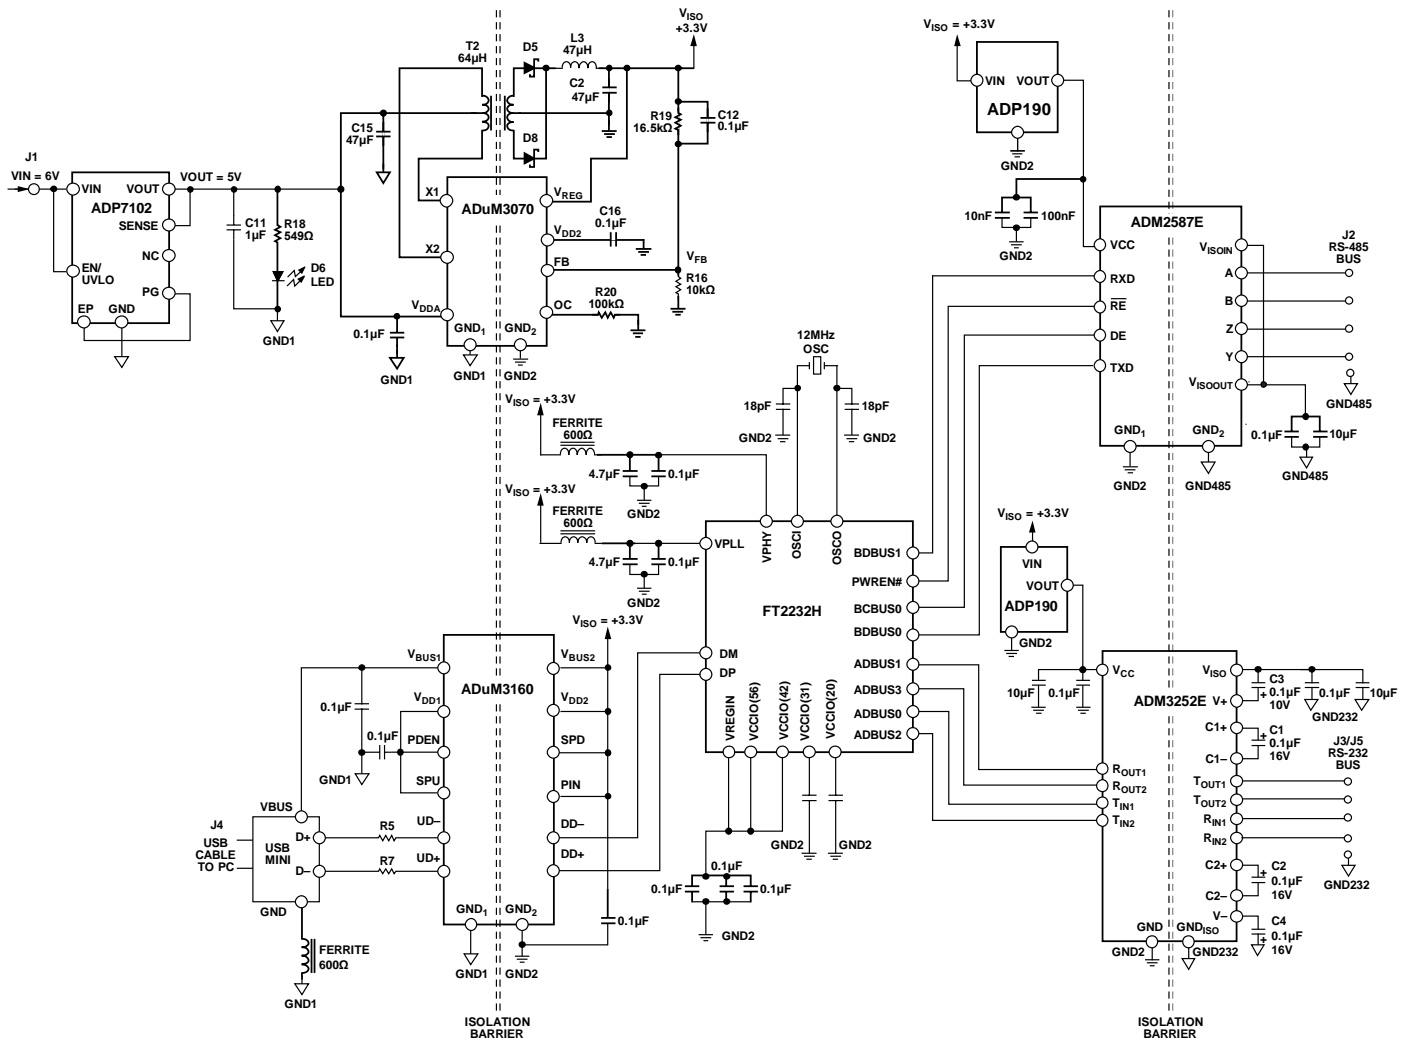 J1
VIN = 6V
VIN
VOUT
ADP7102
SENSE
NC
EN/
UVLO
PG
EP
GND
VOUT = 5V
C11
1µF
R18
549Ω
D6
LED
GND1
C15
47µF
T2
64µH
D5
D8
L3
47µH
C2
47µF
VISO
+3.3V
R19
16.5kΩ
C12
0.1µF
X1
ADuM3070
VREG
X2
VDD2
C16
0.1µF
FB
VFB
R16
10kΩ
OC
R20
100kΩ
VDDA
GND1
GND2
0.1µF
GND1
GND1
GND2
VISO = +3.3V
FERRITE
600Ω
4.7µF
0.1µF
GND2
VISO = +3.3V
FERRITE
600Ω
4.7µF
0.1µF
GND2
12MHz
OSC
18pF
18pF
GND2
GND2
VPHY
OSCI
OSCO
VPLL
FT2232H
DM
DP
VREGIN
VCCIO(56)
VCCIO(42)
VCCIO(31)
VCCIO(20)
BDBUS1
PWREN#
BCBUS0
BDBUS0
ADBUS1
ADBUS3
ADBUS0
ADBUS2
GND2
GND2
0.1µF
0.1µF
0.1µF
GND2
VISO = +3.3V
VBUS1
VBUS2
ADuM3160
VDD1
VDD2
PDEN
SPD
SPU
PIN
UD–
DD–
UD+
DD+
GND1
GND2
0.1µF
0.1µF
GND1
0.1µF
GND1
GND2
J4
USB
CABLE
TO PC
VBUS
USB
MINI
D+
D–
GND
R5
R7
FERRITE
600Ω
GND1
ISOLATION
BARRIER
VISO = +3.3V
VIN
VOUT
ADP190
GND2
10nF
100nF
GND2
ADM2587E
VCC
RXD
RE
DE
TXD
VISOIN
A
B
Z
Y
VISOOUT
GND1
GND2
GND2
GND485
J2
RS-485
BUS
GND485
0.1µF
10µF
GND485
VISO = +3.3V
VIN
VOUT
ADP190
GND2
10µF
0.1µF
VCC
VISO
ADM3252E
V+
C1+
C1–
ROUT1
ROUT2
TIN1
TIN2
TOUT1
TOUT2
RIN1
RIN2
C2+
C2–
V–
GND
GNDISO
GND2
GND232
C3
0.1µF
10V
0.1µF
10µF
GND232
C1
0.1µF
16V
J3/J5
RS-232
BUS
GND232
C2
0.1µF
16V
C4
0.1µF
16V
ISOLATION
BARRIER